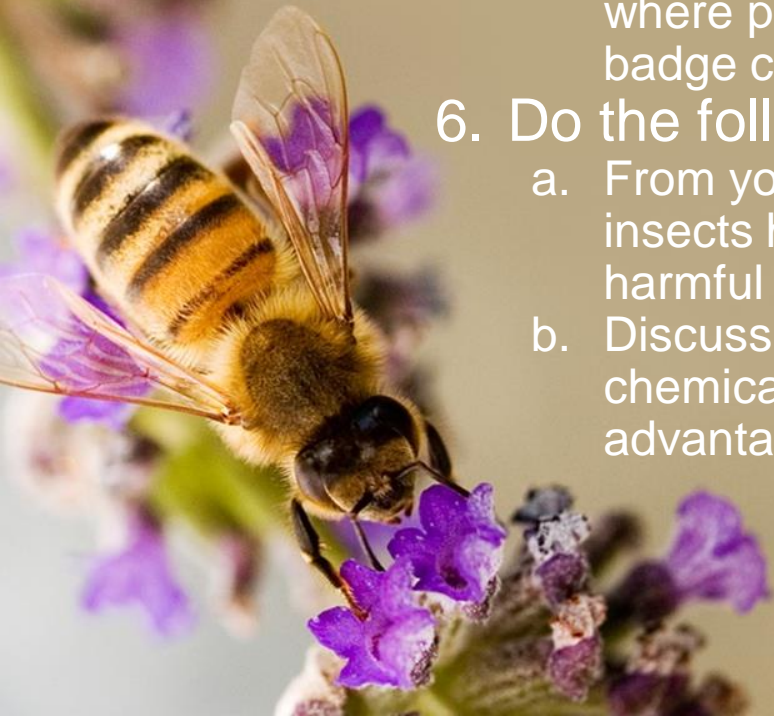 where p
badge c
6. Do the foll
a. From yo
insects h
harmful
b. Discuss
chemica
advanta